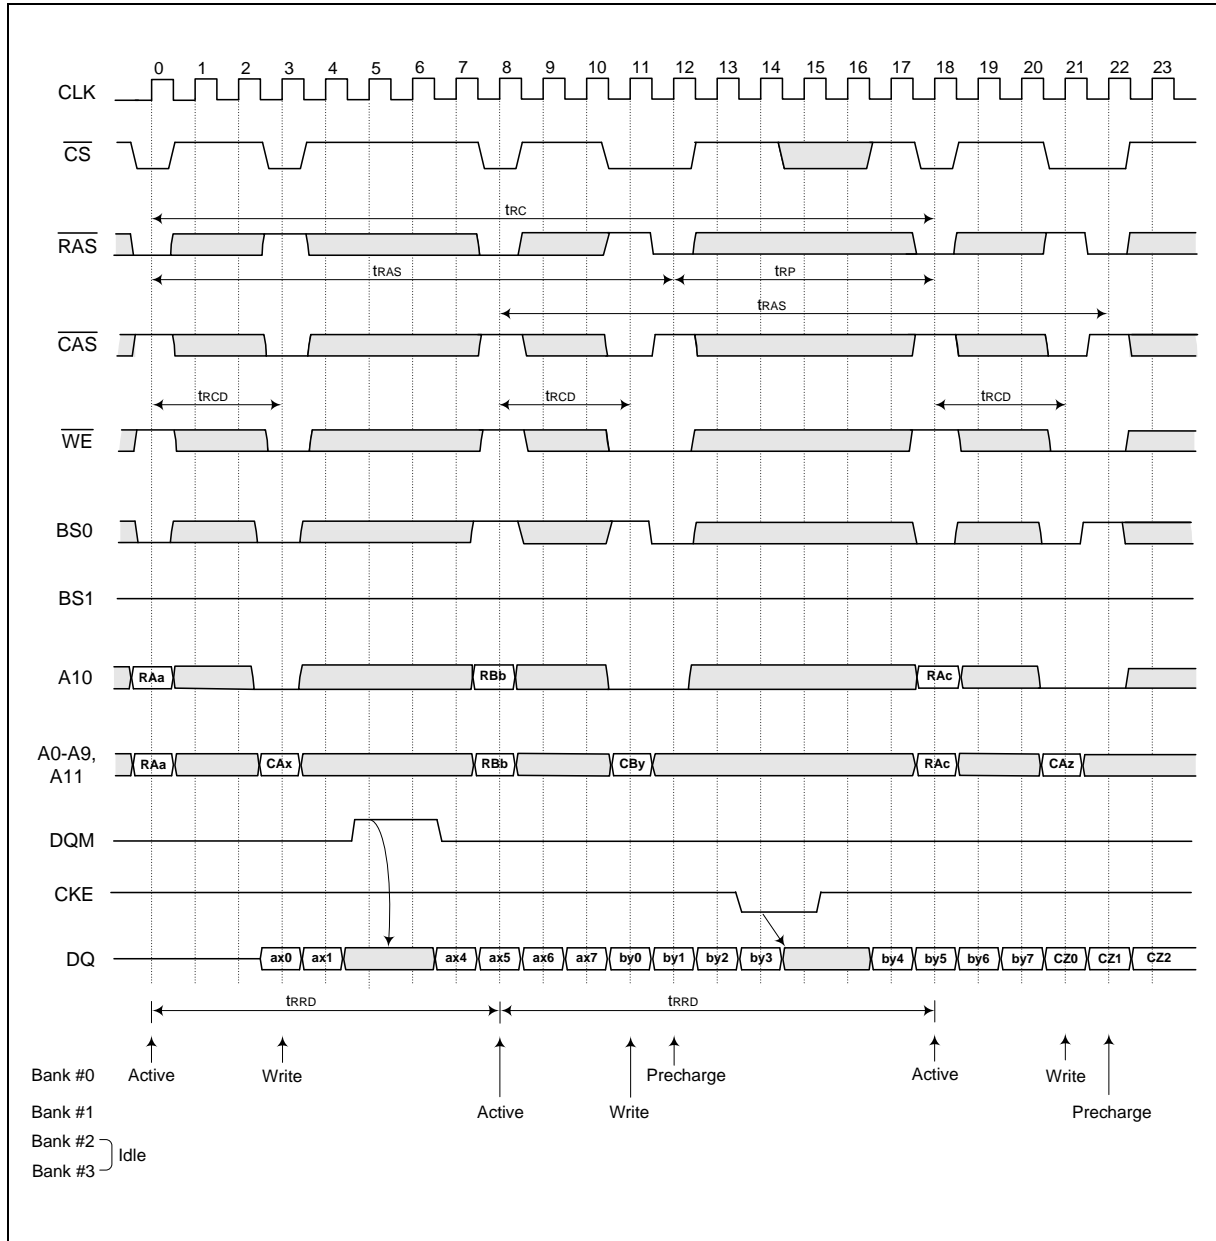 0 1 2 3 4 5 6 7 8 9 10 11 12 13 14 15 16 17 18 19 20 21 22 23
CLK
CS
tRC
RAS
tRAS tRP
tRAS
CAS
tRCD tRCD tRCD
WE
BS0
BS1
A10 RAa RBb RAc
A0-A9,
A11 RAa CAx RBb CBy RAc CAz
DQM
CKE
DQ ax0 ax1 ax4 ax5 ax6 ax7 by0 by1 by2 by3 by4 by5 by6 by7 CZ0 CZ1 CZ2
tRRD tRRD
Bank #0 Active Write Precharge Active Write
Bank #1 Active Write Precharge
Bank #2
Idle
Bank #3